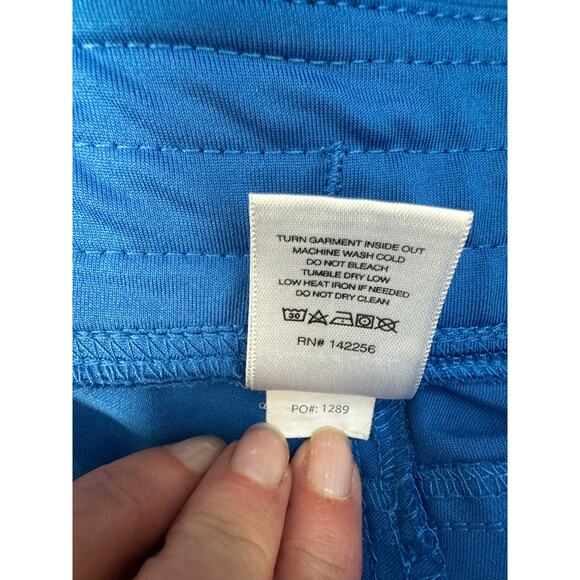 TURN GARMENT INSIDE OUT
MACHINE WASH COLD
DO NOT BLEACH
TUMBLE DRY LOW
LOW HEAT IRON IF NEEDED
DO NOT DRY CLEAN
30
RN# 142256
PO#: 1289